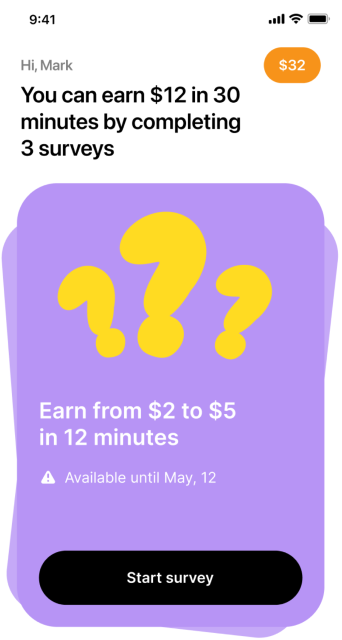 9:41
Hi, Mark
$32
You can earn $12 in 30
minutes by completing
3 surveys
???
Earn from $2 to $5
in 12 minutes
Available until May, 12
Start survey